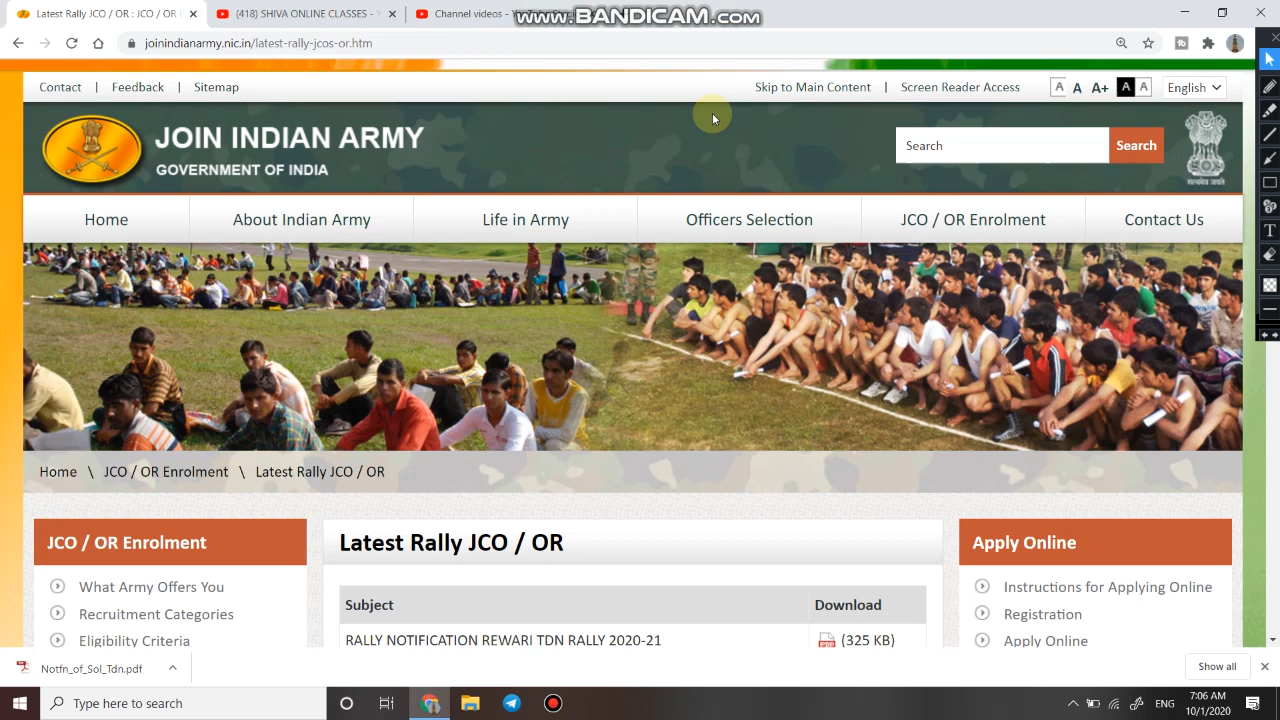 Latest Rally JCO / OR : JCO / OR
(418) SHIVA ONLINE CLASSES -
Channel videos -
www.BANDICAM.com
joinindianarmy.nic.in/latest-rally-jcos-or.htm
Contact | Feedback | Sitemap
Skip to Main Content | Screen Reader Access
A A A+ A A English
JOIN INDIAN ARMY
GOVERNMENT OF INDIA
Search Search
Home About Indian Army Life in Army Officers Selection JCO / OR Enrolment Contact Us
Home \ JCO / OR Enrolment \ Latest Rally JCO / OR
JCO / OR Enrolment
What Army Offers You
Recruitment Categories
Eligibility Criteria
Latest Rally JCO / OR
Subject Download
RALLY NOTIFICATION REWARI TDN RALLY 2020-21 (325 KB)
Apply Online
Instructions for Applying Online
Registration
Apply Online
Notfn_of_Sol_Tdn.pdf
Show all
Type here to search
ENG
7:06 AM
10/1/2020